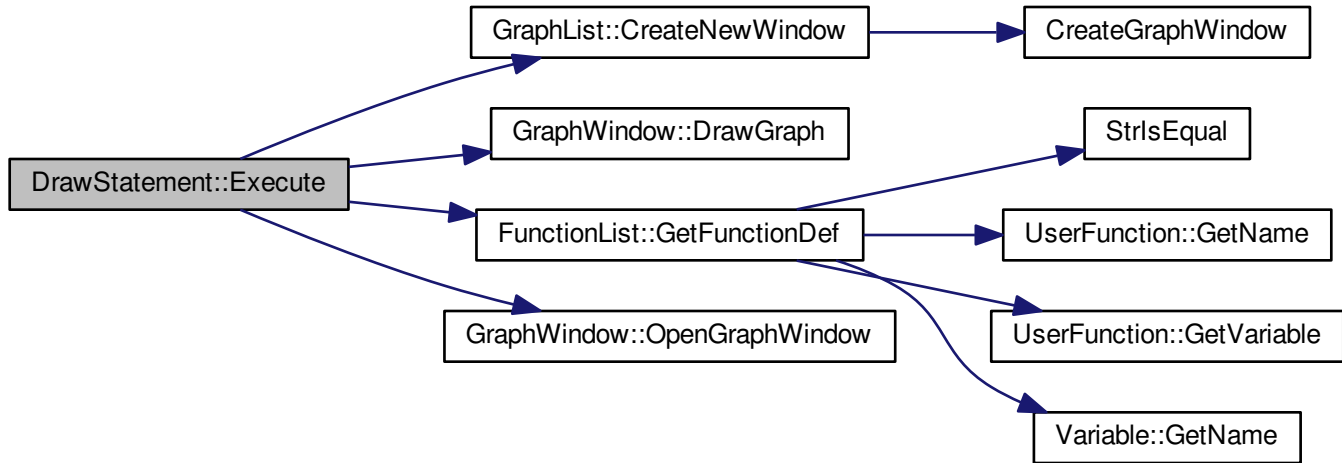 GraphList::CreateNewWindow
CreateGraphWindow
GraphWindow::DrawGraph
StrIsEqual
DrawStatement::Execute
FunctionList::GetFunctionDef
UserFunction::GetName
GraphWindow::OpenGraphWindow
UserFunction::GetVariable
Variable::GetName